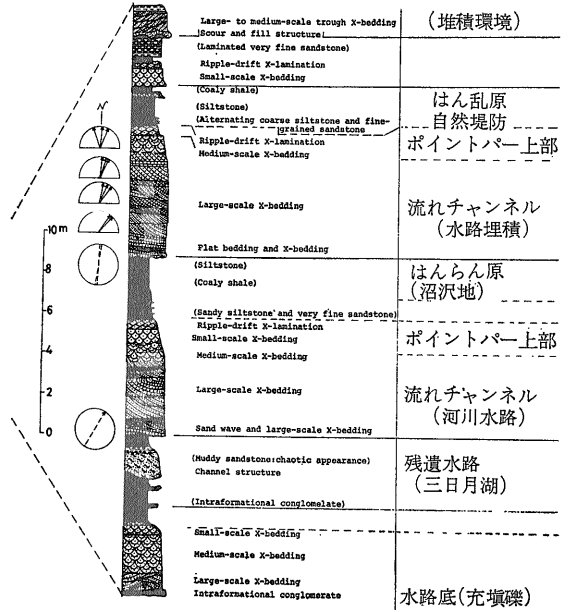 Large- to medium-scale trough X-bedding
(堆積環境)
Scour and fill structure
(Laminated very fine sandstone)
Ripple-drift X-lamination
Small-scale X-bedding
(Coaly shale)
はん乱原
(Siltstone)
自然堤防
(Alternating coarse siltstone and fine-
grained sandstone)
Ripple-drift X-lamination
ポイントバー上部
Medium-scale X-bedding
N
Large-scale X-bedding
流れチャンネル
(水路埋積)
10m
Plat bedding and X-bedding
(Siltstone)
はんらん原
8
(Coaly shale)
(沼沢地)
6
(Sandy siltstone and very fine sandstone)
Ripple-drift X-lamination
Small-scale X-bedding
ポイントバー上部
4
Medium-scale X-bedding
2
Large-scale X-bedding
流れチャンネル
(河川水路)
0
Sand wave and large-scale X-bedding
(Muddy sandstone:chaotic appearance)
残遺水路
Channel structure
(三日月湖)
(Intraformational conglomelate)
Small-scale X-bedding
Medium-scale X-bedding
Large-scale X-bedding
Intraformational conglomerate
水路底(充塡礫)